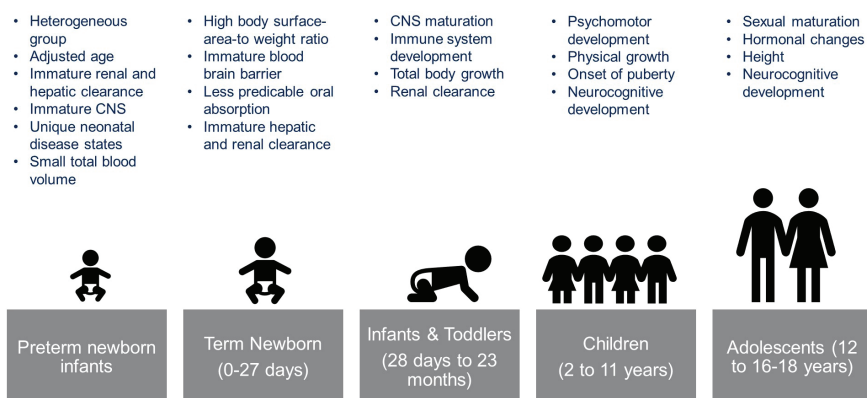 • Heterogeneous
group
• Adjusted age
• Immature renal and
hepatic clearance
• Immature CNS
• Unique neonatal
disease states
• Small total blood
volume
• High body surface-
area-to weight ratio
• Immature blood
brain barrier
• Less predicable oral
absorption
• Immature hepatic
and renal clearance
• CNS maturation
• Immune system
development
• Total body growth
• Renal clearance
• Psychomotor
development
• Physical growth
• Onset of puberty
• Neurocognitive
development
• Sexual maturation
• Hormonal changes
• Height
• Neurocognitive
development
Preterm newborn
infants
Term Newborn
(0-27 days)
Infants & Toddlers
(28 days to 23
months)
Children
(2 to 11 years)
Adolescents (12
to 16-18 years)